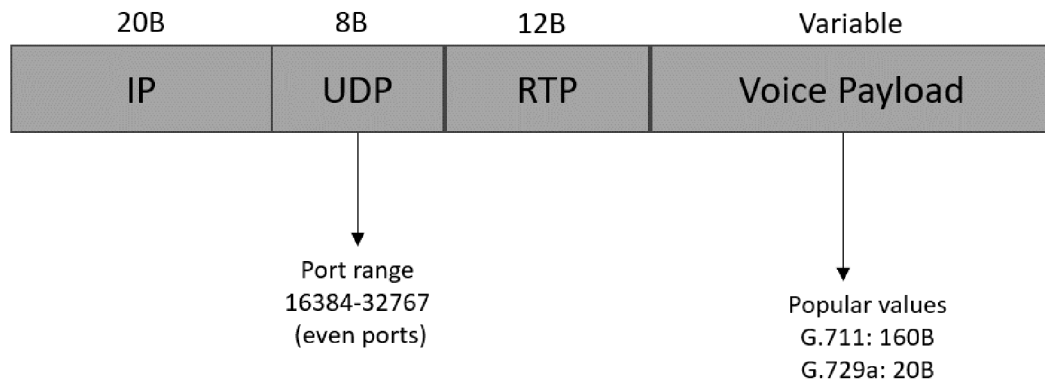 20B
8B
12B
Variable
IP
UDP
RTP
Voice Payload
Port range
16384-32767
(even ports)
Popular values
G.711: 160B
G.729a: 20B